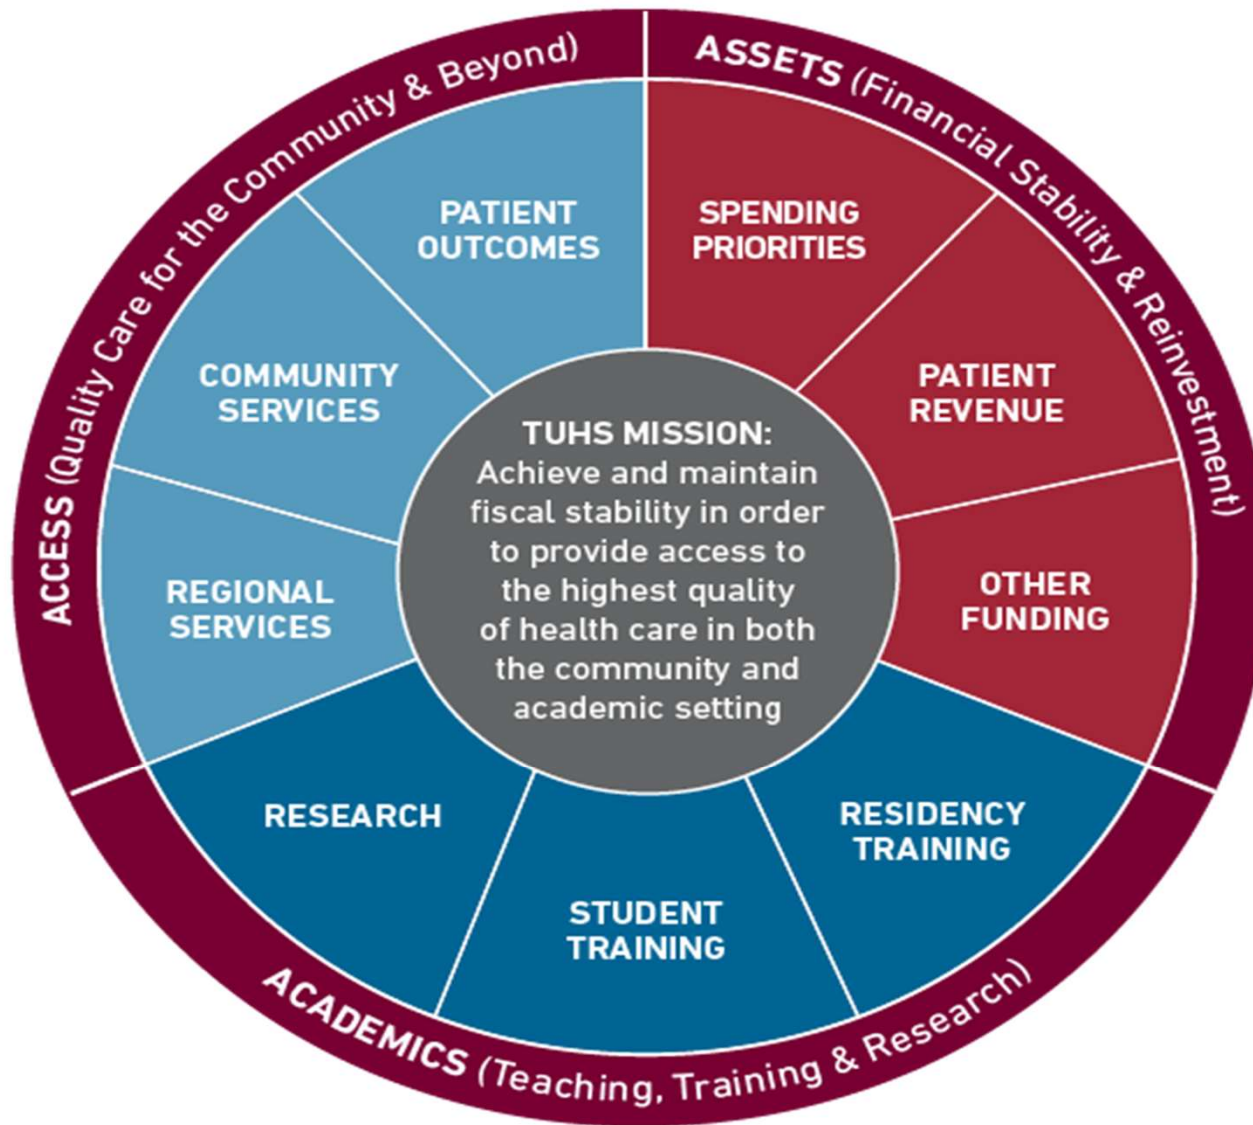 ACCESS (Quality Care for the Community & Beyond)
ASSETS (Financial Stability & Reinvestment)
PATIENT
OUTCOMES
SPENDING
PRIORITIES
COMMUNITY
SERVICES
PATIENT
REVENUE
REGIONAL
SERVICES
OTHER
FUNDING
TUHS MISSION:
Achieve and maintain
fiscal stability in order
to provide access to
the highest quality
of health care in both
the community and
academic setting
RESEARCH
STUDENT
TRAINING
RESIDENCY
TRAINING
ACADEMICS (Teaching, Training & Research)